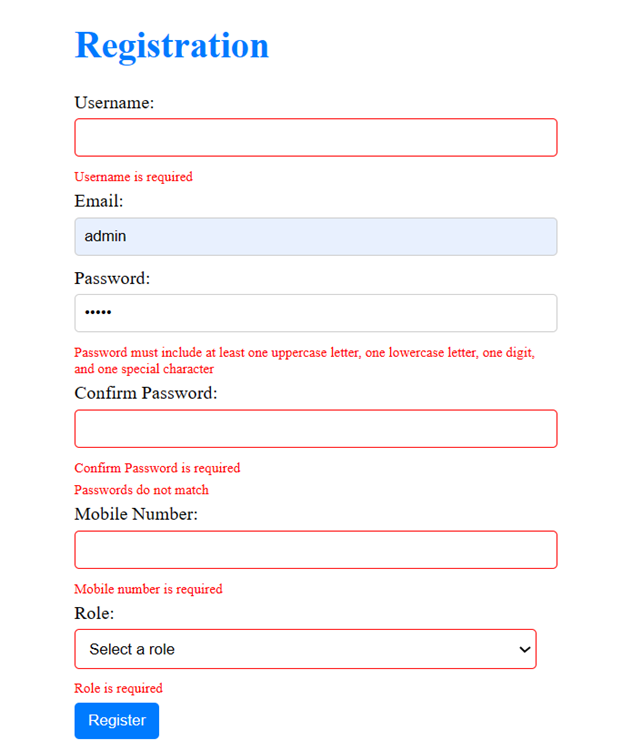 Registration
Username:
Username is required
Email:
admin
Password:
•••••
Password must include at least one uppercase letter, one lowercase letter, one digit,
and one special character
Confirm Password:
Confirm Password is required
Passwords do not match
Mobile Number:
Mobile number is required
Role:
Select a role
Role is required
Register